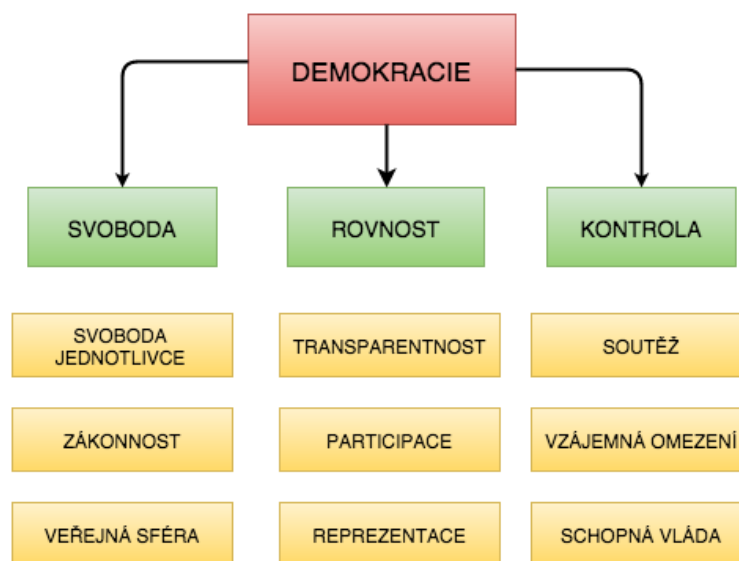 DEMOKRACIE
SVOBODA
ROVNOST
KONTROLA
SVOBODA
JEDNOTLIVCE
TRANSPARENTNOST
SOUTĚŽ
ZÁKONNOST
PARTICIPACE
VZÁJEMNÁ OMEZENÍ
VEŘEJNÁ SFÉRA
REPREZENTACE
SCHOPNÁ VLÁDA